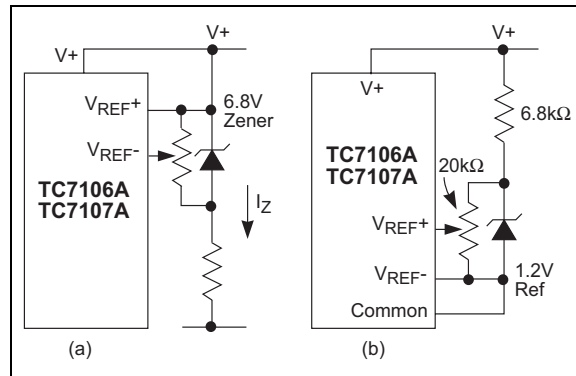 V+
V+
VREF+
6.8V
Zener
VREF-
TC7106A
TC7107A
IZ
(a)
V+
V+
6.8kΩ
TC7106A
TC7107A
20kΩ
VREF+
VREF-
1.2V
Ref
Common
(b)